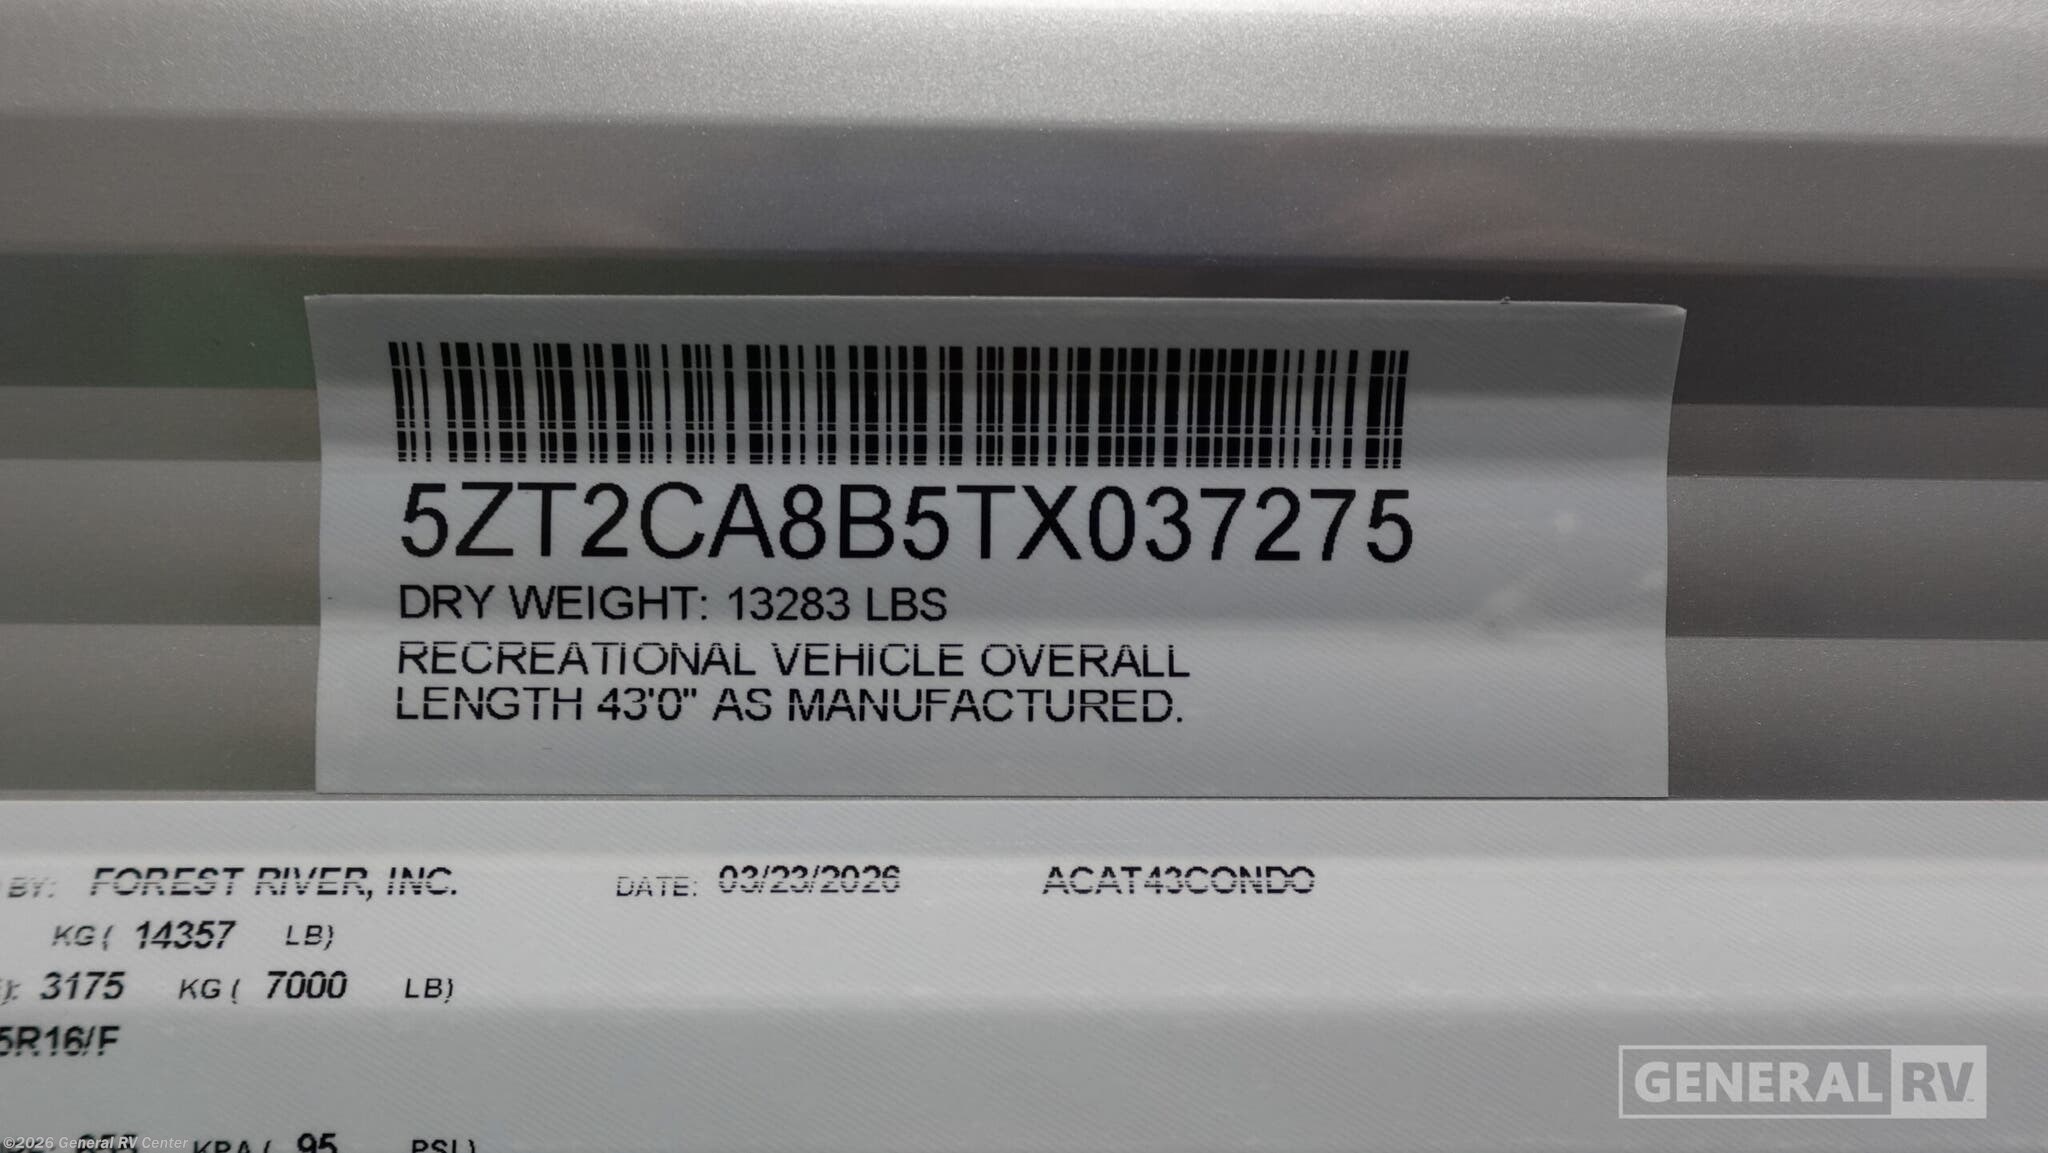 5ZT2CA8B5TX037275
DRY WEIGHT: 13283 LBS
RECREATIONAL VEHICLE OVERALL
LENGTH 43'0" AS MANUFACTURED.
BY: FOREST RIVER, INC. DATE: 03/23/2026 ACAT43CONDO
KG( 14357 LB)
): 3175 KG ( 7000 LB)
5R16/F
KPA ( 95 PSI)
GENERAL RV
©2026 General RV Center